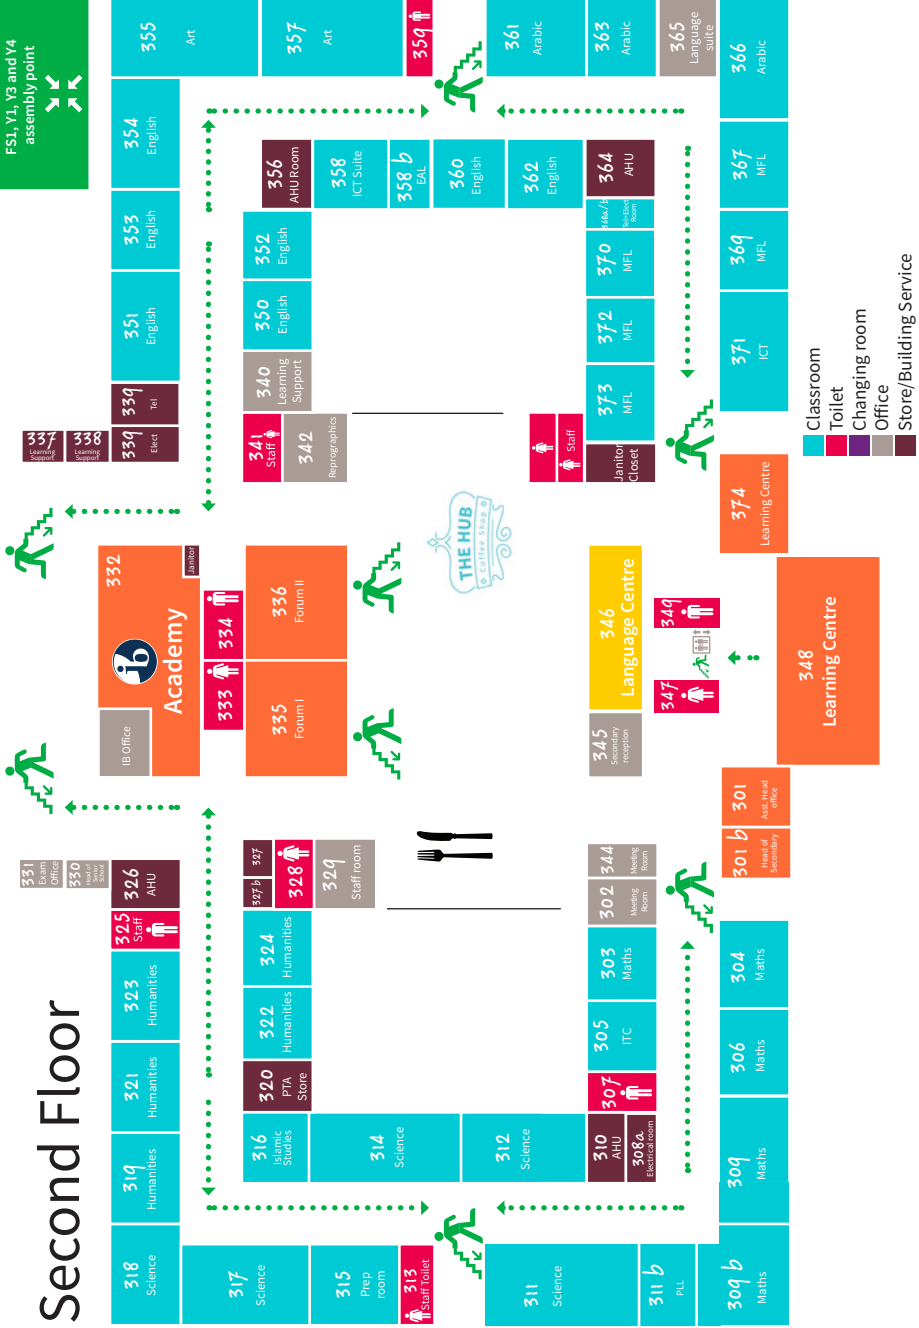 Second Floor
FS1, Y1, Y3 and Y4
assembly point
331
Exam
Office
330
Head of
Senior
School
337
Learning
Support
338
Learning
Support
318
Science
319
Humanities
321
Humanities
323
Humanities
325
Staff
326
AHU
IB Office
332
ib
Academy
Janitor
339
Elect
339
Tel
351
English
353
English
354
English
355
Art
357
Art
359
333
334
317
Science
315
Prep
room
313
Staff Toilet
316
Islamic
Studies
314
Science
312
Science
320
PTA
Store
322
Humanities
324
Humanities
327b
327
328
329
Staff room
335
Forum I
336
Forum II
341
Staff
342
Reprographics
340
Learning
Support
350
English
352
English
356
AHU Room
358
ICT Suite
358 b
EAL
360
English
362
English
361
Arabic
363
Arabic
365
Language
suite
366
Arabic
THE HUB
Coffee Shop
Staff
311
Science
311 b
PLL
309 b
Maths
310
AHU
308a
Electrical room
307
305
ITC
303
Maths
302
Meeting
Room
344
Meeting
Room
345
Secondary
reception
346
Language Centre
Janitor
Closet
373
MFL
372
MFL
370
MFL
368a/b
Tel+Elect
Room
364
AHU
347
349
309
Maths
306
Maths
304
Maths
301 b
Head of
Secondary
301
Asst. Head
office
348
Learning Centre
374
Learning Centre
371
ICT
369
MFL
367
MFL
Classroom
Toilet
Changing room
Office
Store/Building Service